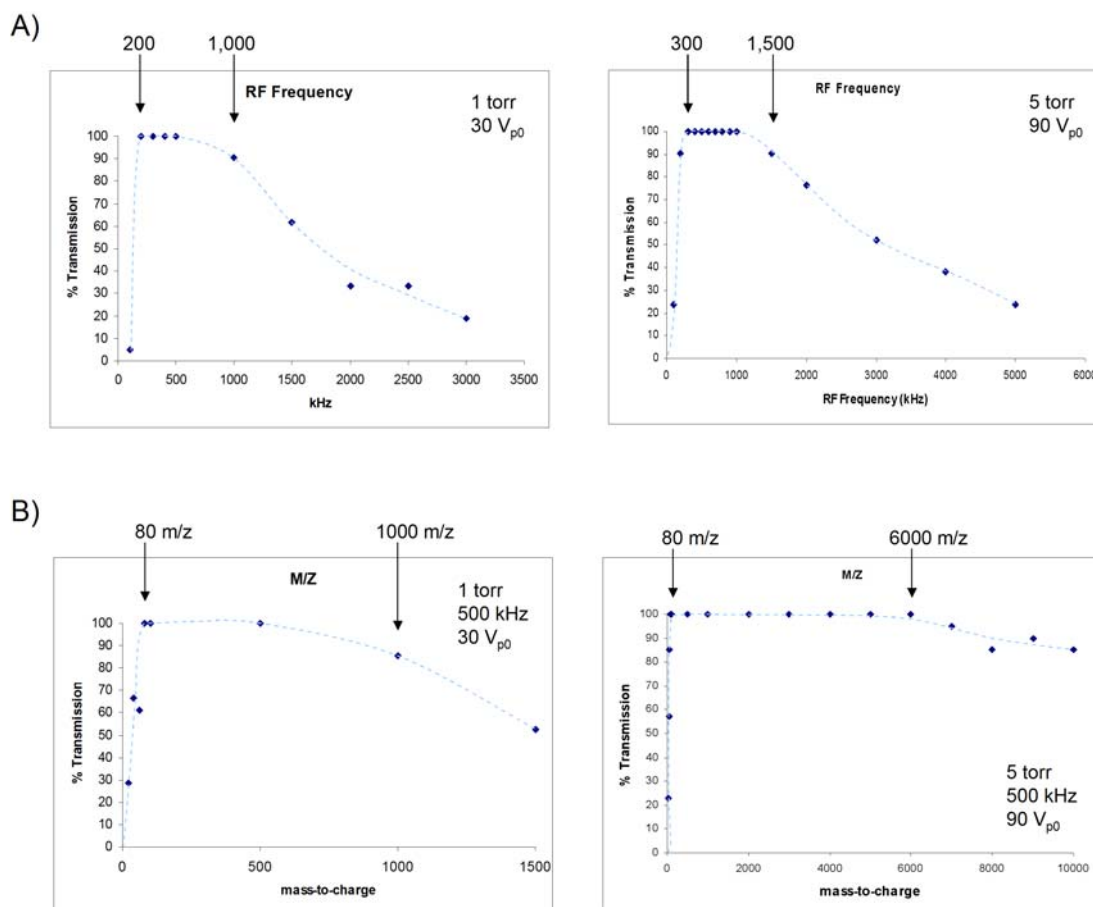 A)
200
1,000
RF Frequency
1 torr
30 Vp0
100
90
80
70
60
50
40
30
20
10
0
% Transmission
0 500 1000 1500 2000 2500 3000 3500
kHz
300
1,500
RF Frequency
5 torr
90 Vp0
100
90
80
70
60
50
40
30
20
10
0
% Transmission
0 1000 2000 3000 4000 5000 6000
RF Frequency (kHz)
B)
80 m/z
1000 m/z
M/Z
1 torr
500 kHz
30 Vp0
100
90
80
70
60
50
40
30
20
10
0
% Transmission
0 500 1000 1500
mass-to-charge
80 m/z
6000 m/z
M/Z
100
90
80
70
60
50
40
30
20
10
0
% Transmission
5 torr
500 kHz
90 Vp0
0 2000 4000 6000 8000 10000
mass-to-charge